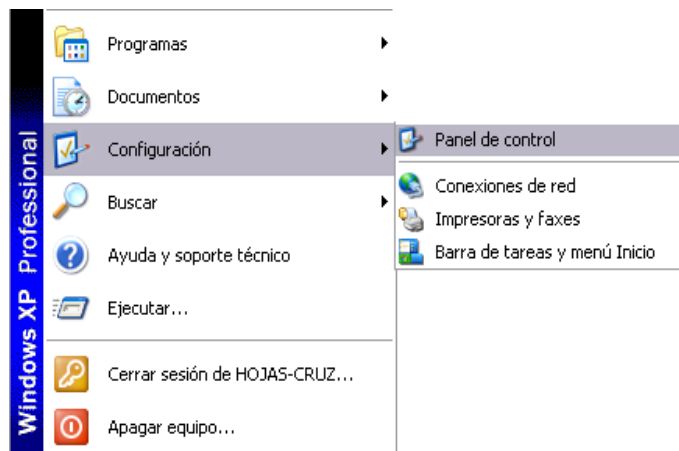 Windows XP Professional
Programas
Documentos
Configuración
Buscar
Ayuda y soporte técnico
Ejecutar...
Cerrar sesión de HOJAS-CRUZ...
Apagar equipo...
Panel de control
Conexiones de red
Impresoras y faxes
Barra de tareas y menú Inicio